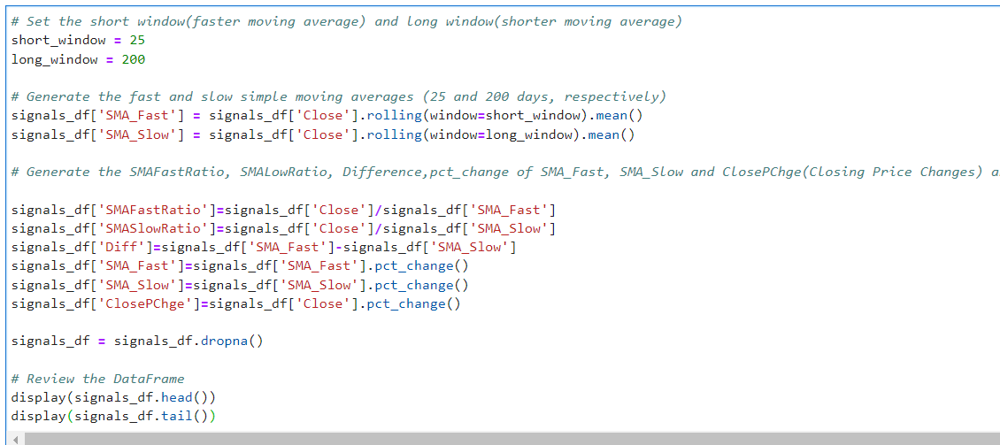 # Set the short window(faster moving average) and long window(shorter moving average)
short_window = 25
long_window = 200
# Generate the fast and slow simple moving averages (25 and 200 days, respectively)
signals_df['SMA_Fast'] = signals_df['Close'].rolling(window=short_window).mean()
signals_df['SMA_Slow'] = signals_df['Close'].rolling(window=long_window).mean()
# Generate the SMAFastRatio, SMALowRatio, Difference,pct_change of SMA_Fast, SMA_Slow and ClosePChge(Closing Price Changes) a
signals_df['SMAFastRatio']=signals_df['Close']/signals_df['SMA_Fast']
signals_df['SMASlowRatio']=signals_df['Close']/signals_df['SMA_Slow']
signals_df['Diff']=signals_df['SMA_Fast']-signals_df['SMA_Slow']
signals_df['SMA_Fast']=signals_df['SMA_Fast'].pct_change()
signals_df['SMA_Slow']=signals_df['SMA_Slow'].pct_change()
signals_df['ClosePChge']=signals_df['Close'].pct_change()
signals_df = signals_df.dropna()
# Review the DataFrame
display(signals_df.head())
display(signals_df.tail())